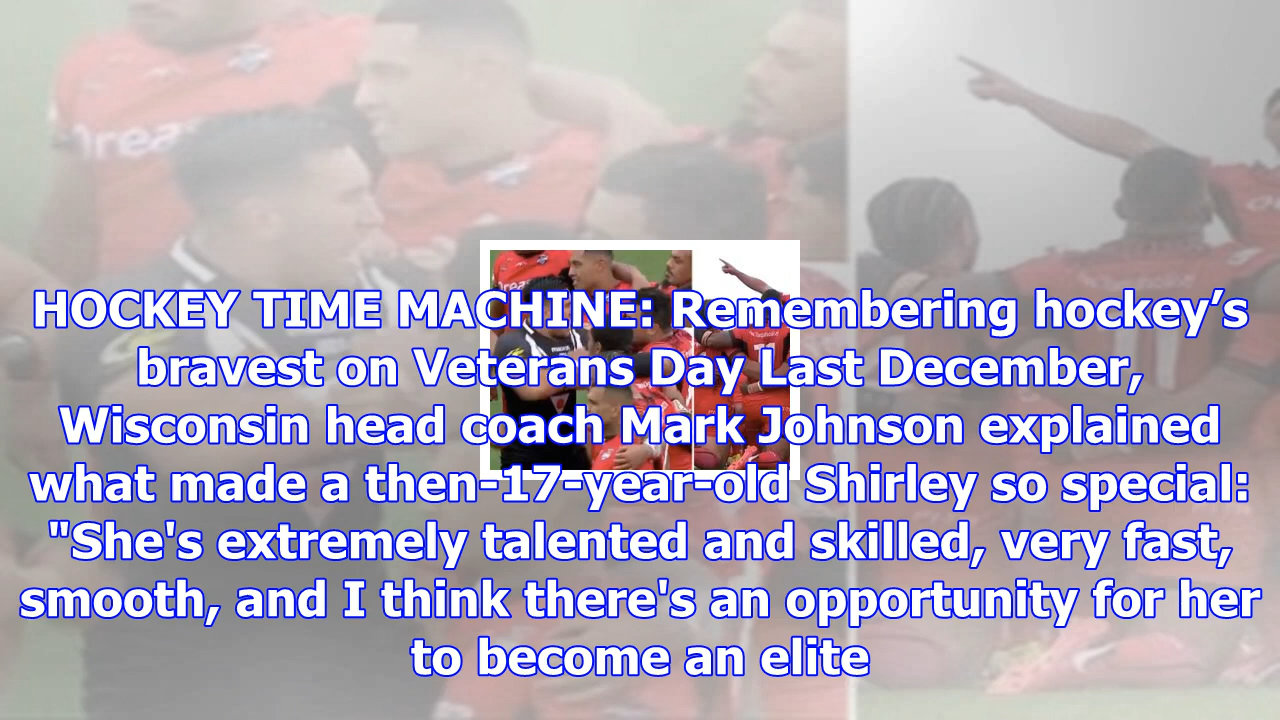 HOCKEY TIME MACHINE: Remembering hockey’s
bravest on Veterans Day Last December,
Wisconsin head coach Mark Johnson explained
what made a then-17-year-old Shirley so special:
"She's extremely talented and skilled, very fast,
smooth, and I think there's an opportunity for her
to become an elite